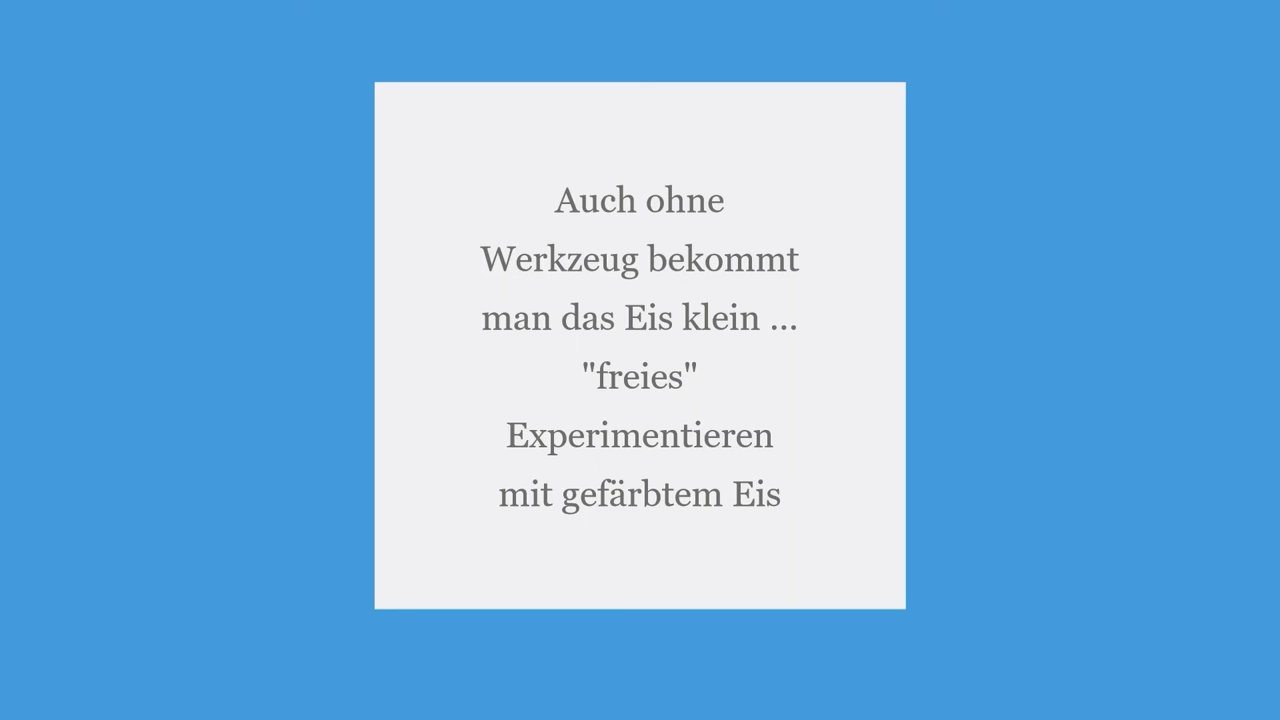 Auch ohne
Werkzeug bekommt
man das Eis klein ...
"freies"
Experimentieren
mit gefärbtem Eis